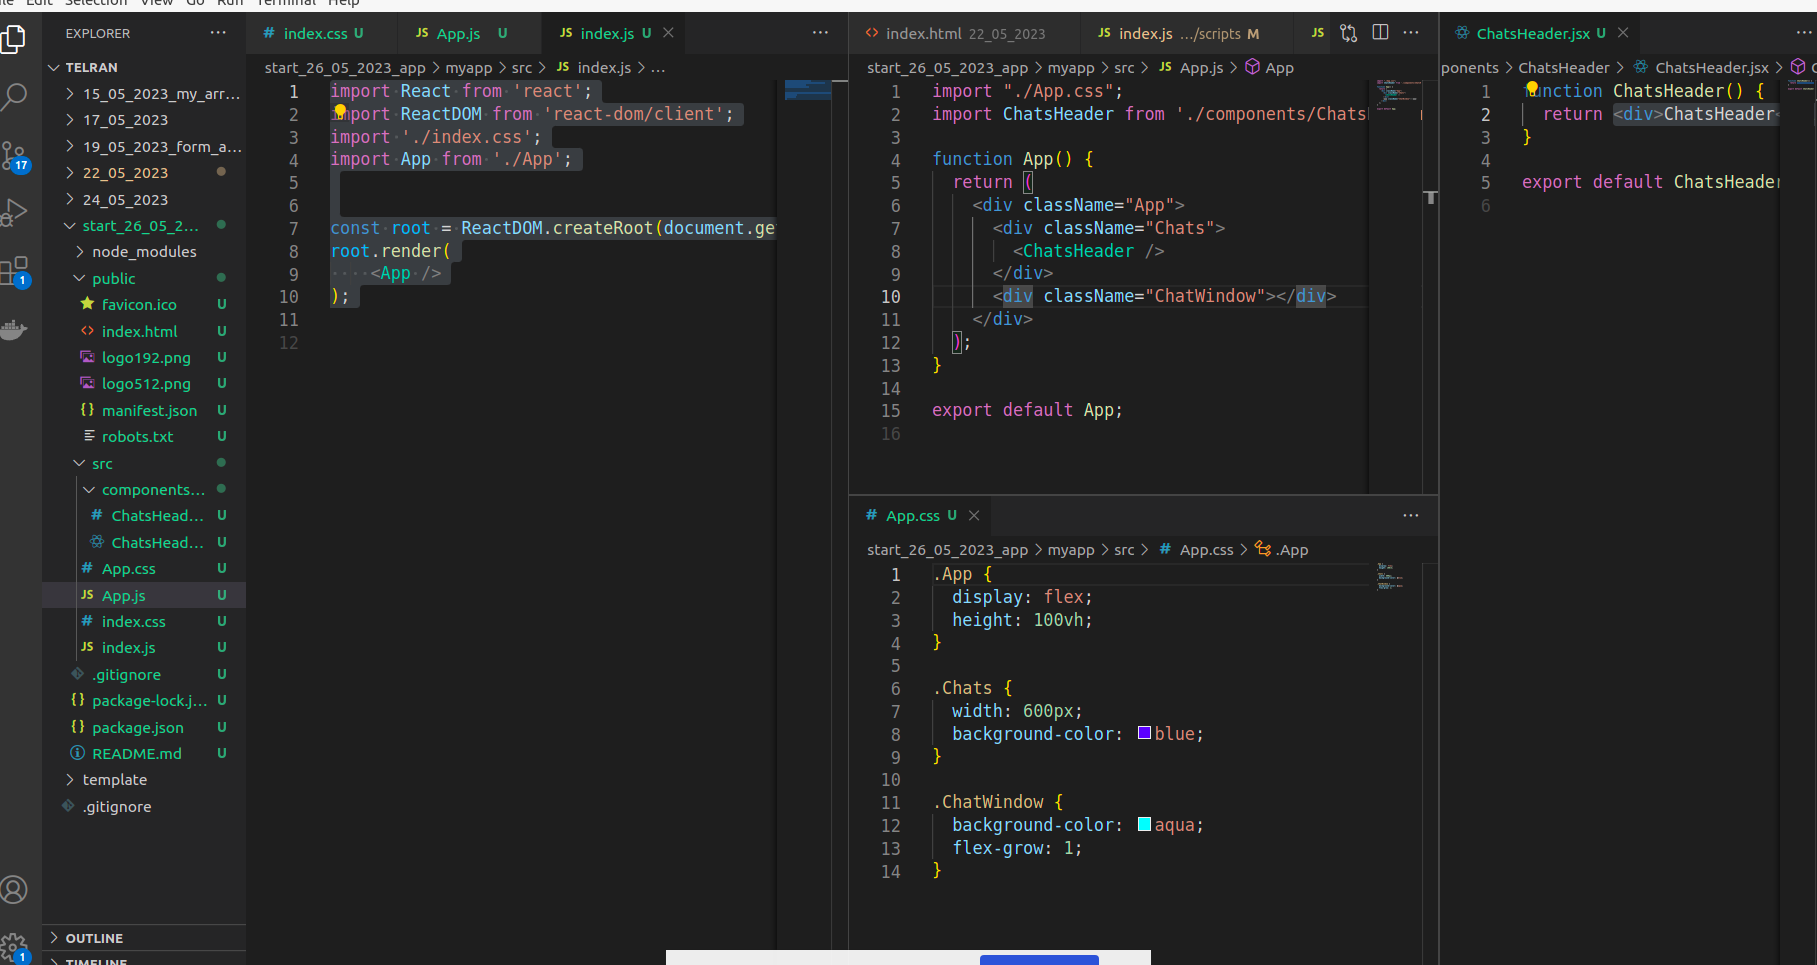 Edit Selection View Go Run Terminal Help
EXPLORER
TELRAN
15_05_2023_my_arr...
17_05_2023
19_05_2023_form_a...
22_05_2023
24_05_2023
start_26_05_2...
node_modules
public
favicon.ico U
index.html U
logo192.png U
logo512.png U
manifest.json U
robots.txt U
src
components...
ChatsHead... U
ChatsHead... U
App.css U
App.js U
index.css U
index.js U
.gitignore U
package-lock.j... U
package.json U
README.md U
template
.gitignore
OUTLINE
TIMELINE
17
1
1
index.css U
App.js U
index.js U
start_26_05_2023_app > myapp > src > JS index.js > ...
1 import React from 'react';
2 import ReactDOM from 'react-dom/client';
3 import './index.css';
4 import App from './App';
5
6
7 const root = ReactDOM.createRoot(document.ge
8 root.render(
9 <App />
10 );
11
12
index.html 22_05_2023
JS index.js .../scripts M
JS
start_26_05_2023_app > myapp > src > JS App.js > App
1 import "./App.css";
2 import ChatsHeader from './components/Chats
3
4 function App() {
5 return (
6 <div className="App">
7 <div className="Chats">
8 <ChatsHeader />
9 </div>
10 <div className="ChatWindow"></div>
11 </div>
12 );
13 }
14
15 export default App;
16
# App.css U
start_26_05_2023_app > myapp > src > # App.css > .App
1 .App {
2 display: flex;
3 height: 100vh;
4 }
5
6 .Chats {
7 width: 600px;
8 background-color: blue;
9 }
10
11 .ChatWindow {
12 background-color: aqua;
13 flex-grow: 1;
14 }
ChatsHeader.jsx U
ponents > ChatsHeader > ChatsHeader.jsx >
1 function ChatsHeader() {
2 return <div>ChatsHeader<
3 }
4
5 export default ChatsHeader
6